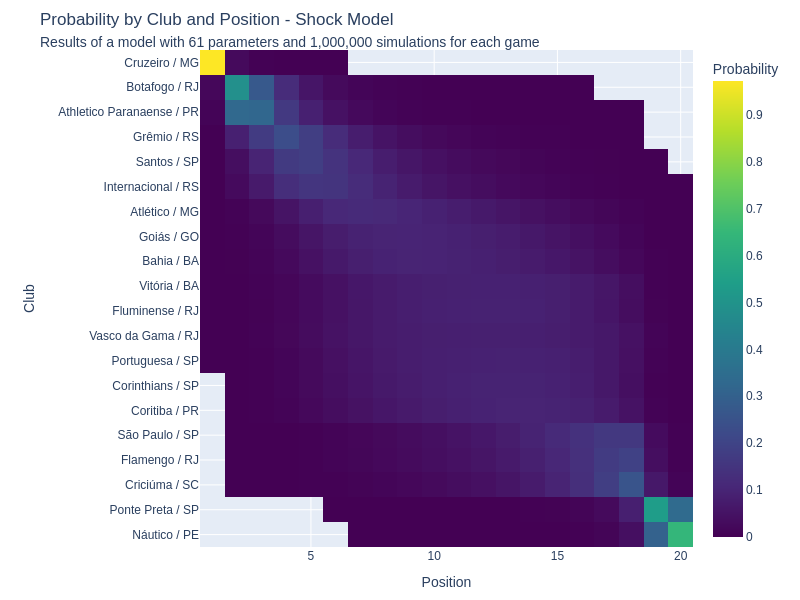 Probability by Club and Position - Shock Model
Results of a model with 61 parameters and 1,000,000 simulations for each game
Probability
Club
Cruzeiro / MG
Botafogo / RJ
Athletico Paranaense / PR
Grêmio / RS
Santos / SP
Internacional / RS
Atlético / MG
Goiás / GO
Bahia / BA
Vitória / BA
Fluminense / RJ
Vasco da Gama / RJ
Portuguesa / SP
Corinthians / SP
Coritiba / PR
São Paulo / SP
Flamengo / RJ
Criciúma / SC
Ponte Preta / SP
Náutico / PE
0.9
0.8
0.7
0.6
0.5
0.4
0.3
0.2
0.1
0
5 10 15 20
Position